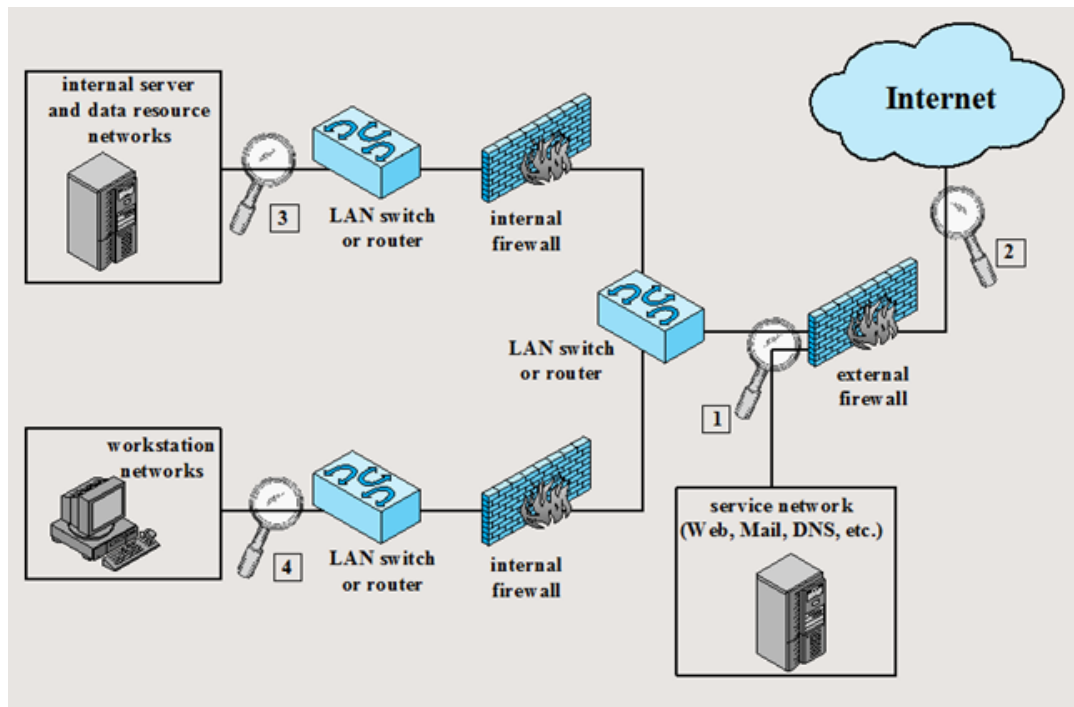 internal server
and data resource
networks
3
LAN switch
or router
internal
firewall
Internet
2
LAN switch
or router
1
external
firewall
workstation
networks
4
LAN switch
or router
internal
firewall
service network
(Web, Mail, DNS, etc.)